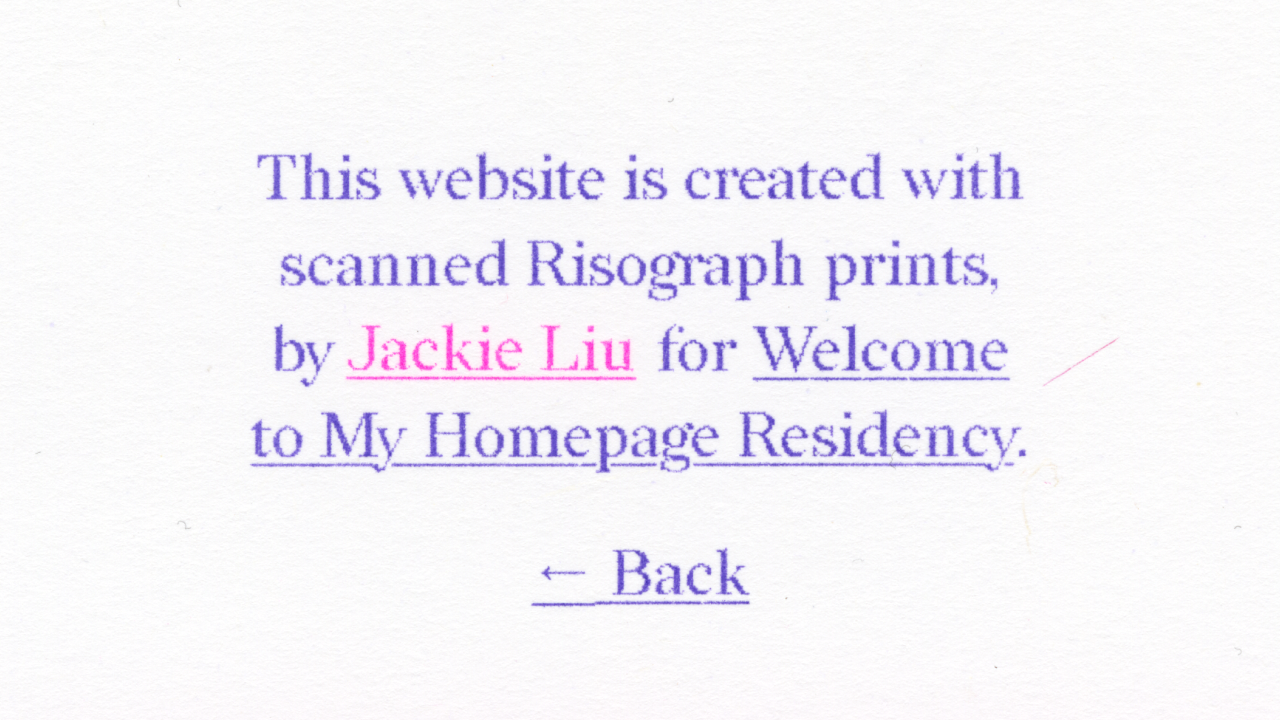 This website is created with
scanned Risograph prints,
by Jackie Liu for Welcome
to My Homepage Residency.
← Back